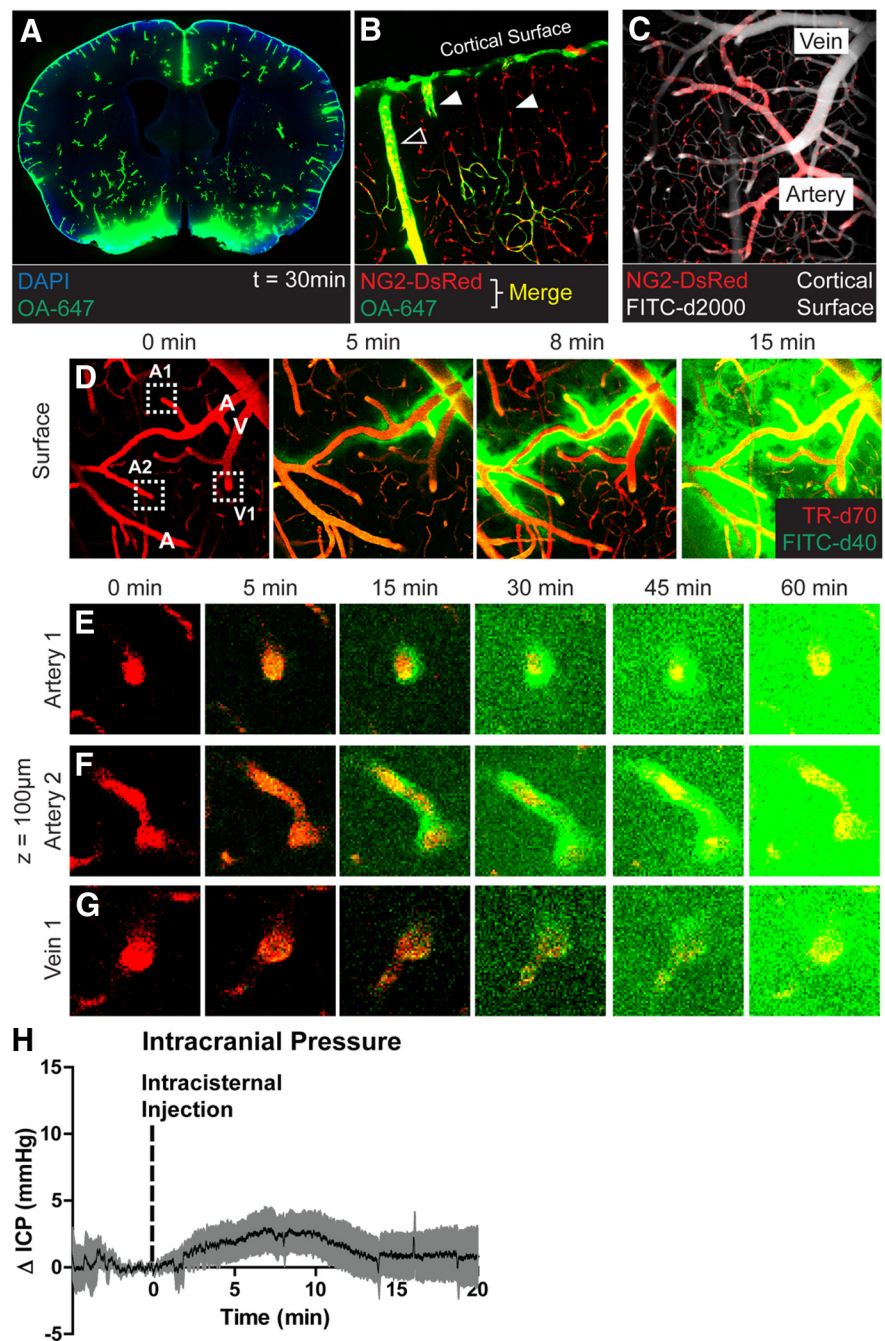 A
DAPI
OA-647
t = 30min
B
Cortical Surface
NG2-DsRed
OA-647
Merge
C
Vein
Artery
NG2-DsRed
FITC-d2000
Cortical
Surface
0 min 5 min 8 min 15 min
D
Surface
A1
A
V
A2
V1
A
TR-d70
FITC-d40
0 min 5 min 15 min 30 min 45 min 60 min
E
Artery 1
F
z = 100µm
Artery 2
G
Vein 1
H
Intracranial Pressure
Intracisternal
Injection
Δ ICP (mmHg)
15
10
5
0
-5
0 5 10 15 20
Time (min)